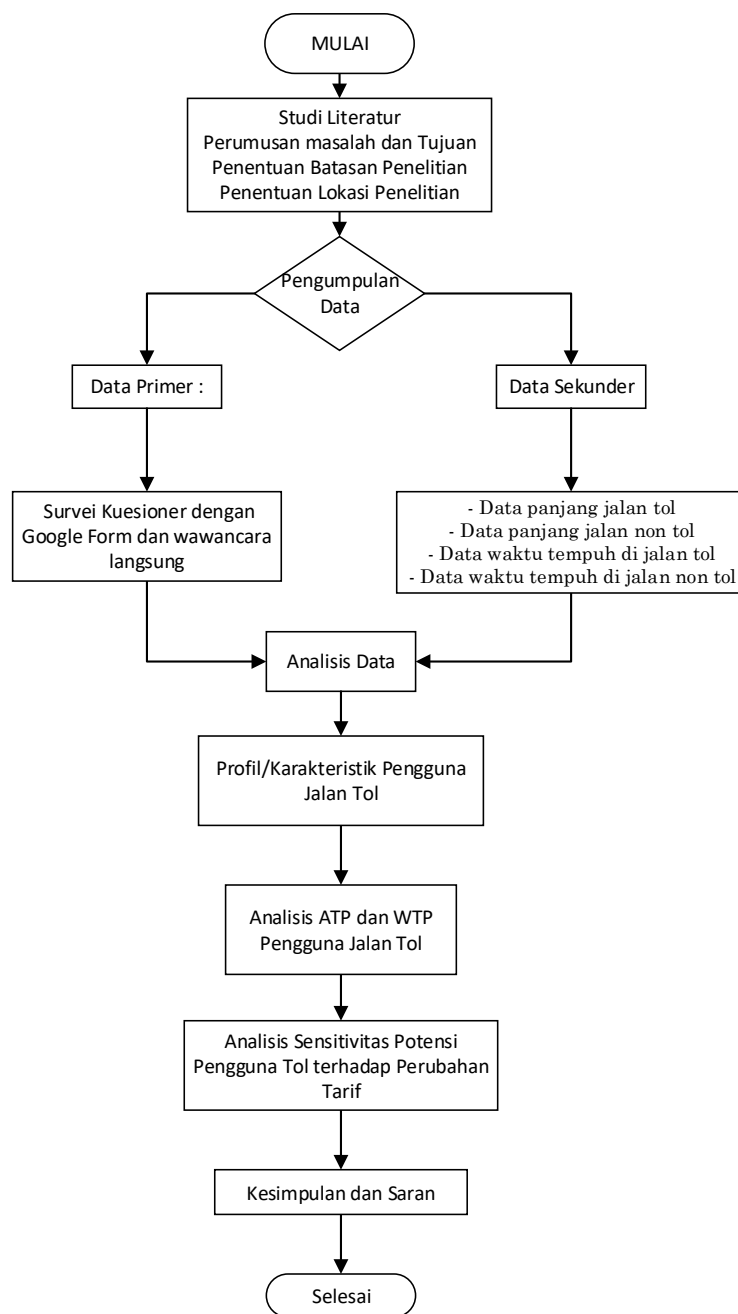 MULAI
Studi Literatur
Perumusan masalah dan Tujuan
Penentuan Batasan Penelitian
Penentuan Lokasi Penelitian
Pengumpulan
Data
Data Primer :
Data Sekunder
Survei Kuesioner dengan
Google Form dan wawancara
langsung
- Data panjang jalan tol
- Data panjang jalan non tol
- Data waktu tempuh di jalan tol
- Data waktu tempuh di jalan non tol
Analisis Data
Profil/Karakteristik Pengguna
Jalan Tol
Analisis ATP dan WTP
Pengguna Jalan Tol
Analisis Sensitivitas Potensi
Pengguna Tol terhadap Perubahan
Tarif
Kesimpulan dan Saran
Selesai